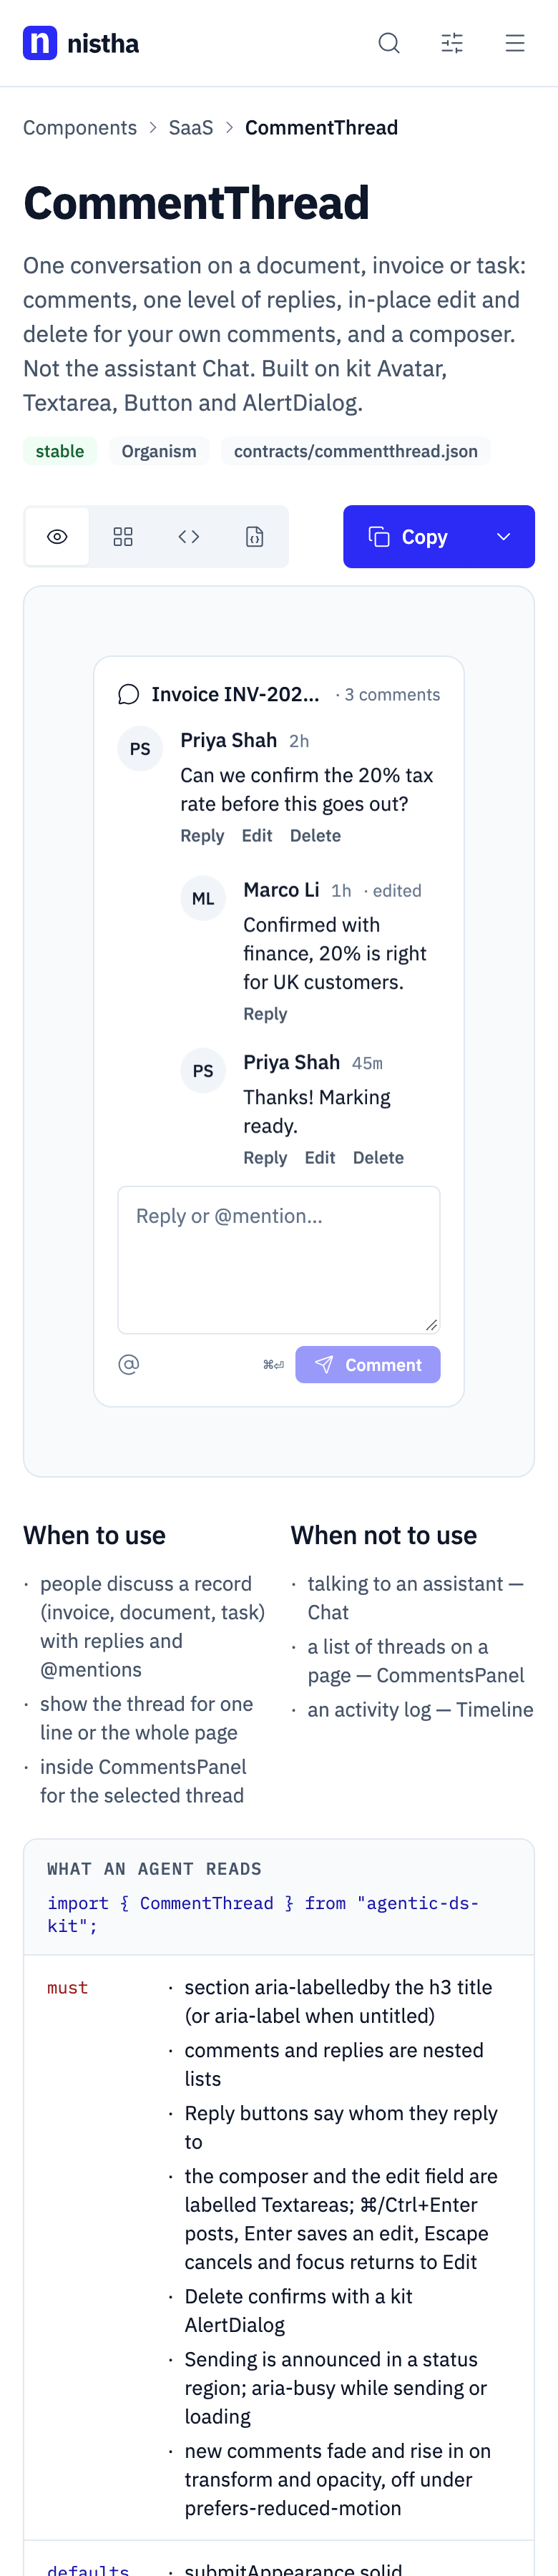 nistha
Components > SaaS > CommentThread
CommentThread
One conversation on a document, invoice or task:
comments, one level of replies, in-place edit and
delete for your own comments, and a composer.
Not the assistant Chat. Built on kit Avatar,
Textarea, Button and AlertDialog.
stable Organism contracts/commentthread.json
Copy
Invoice INV-202... · 3 comments
PS Priya Shah 2h
Can we confirm the 20% tax
rate before this goes out?
Reply Edit Delete
ML Marco Li 1h · edited
Confirmed with
finance, 20% is right
for UK customers.
Reply
PS Priya Shah 45m
Thanks! Marking
ready.
Reply Edit Delete
Reply or @mention...
@ ⌘⏎ Comment
When to use
· people discuss a record
(invoice, document, task)
with replies and
@mentions
· show the thread for one
line or the whole page
· inside CommentsPanel
for the selected thread
When not to use
· talking to an assistant —
Chat
· a list of threads on a
page — CommentsPanel
· an activity log — Timeline
WHAT AN AGENT READS
import { CommentThread } from "agentic-ds-
kit";
must · section aria-labelledby the h3 title
(or aria-label when untitled)
· comments and replies are nested
lists
· Reply buttons say whom they reply
to
· the composer and the edit field are
labelled Textareas; ⌘/Ctrl+Enter
posts, Enter saves an edit, Escape
cancels and focus returns to Edit
· Delete confirms with a kit
AlertDialog
· Sending is announced in a status
region; aria-busy while sending or
loading
· new comments fade and rise in on
transform and opacity, off under
prefers-reduced-motion
defaults · submitAppearance solid